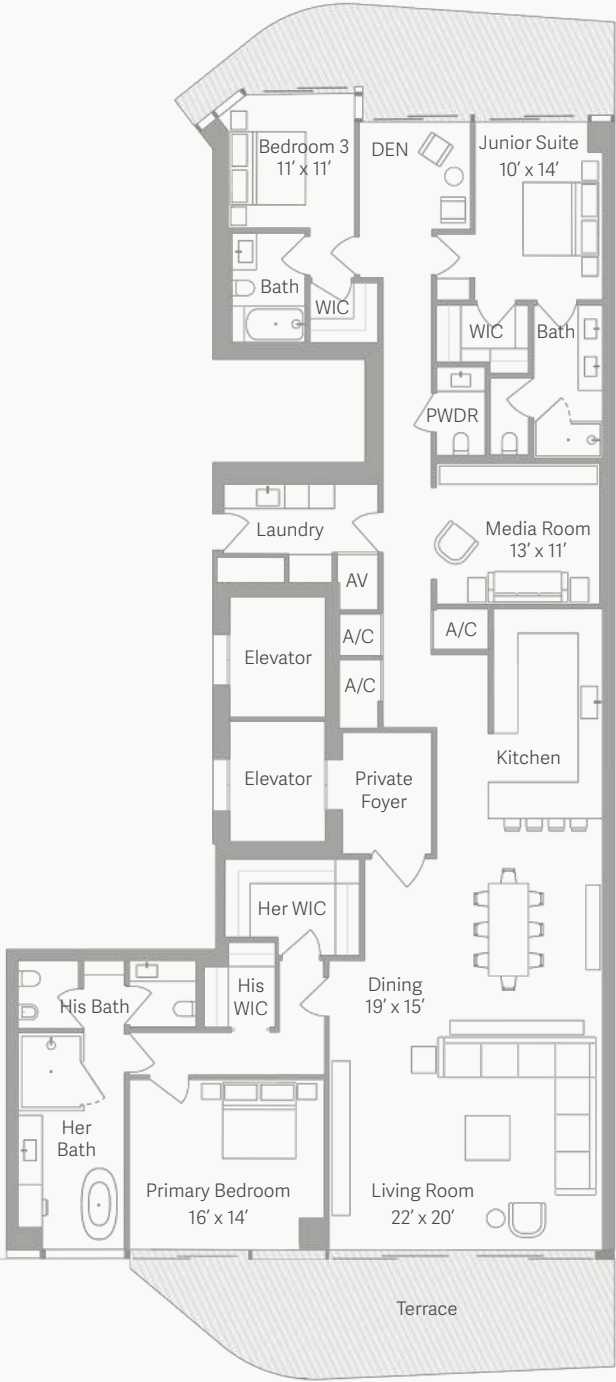 Bedroom 3
11’ x 11’
DEN
Junior Suite
10’ x 14’
Bath
WIC
WIC
Bath
PWDR
Laundry
Media Room
13’ x 11’
AV
A/C
A/C
A/C
Elevator
Elevator
Private
Foyer
Kitchen
Her WIC
His
WIC
His Bath
Dining
19’ x 15’
Her
Bath
Primary Bedroom
16’ x 14’
Living Room
22’ x 20’
Terrace